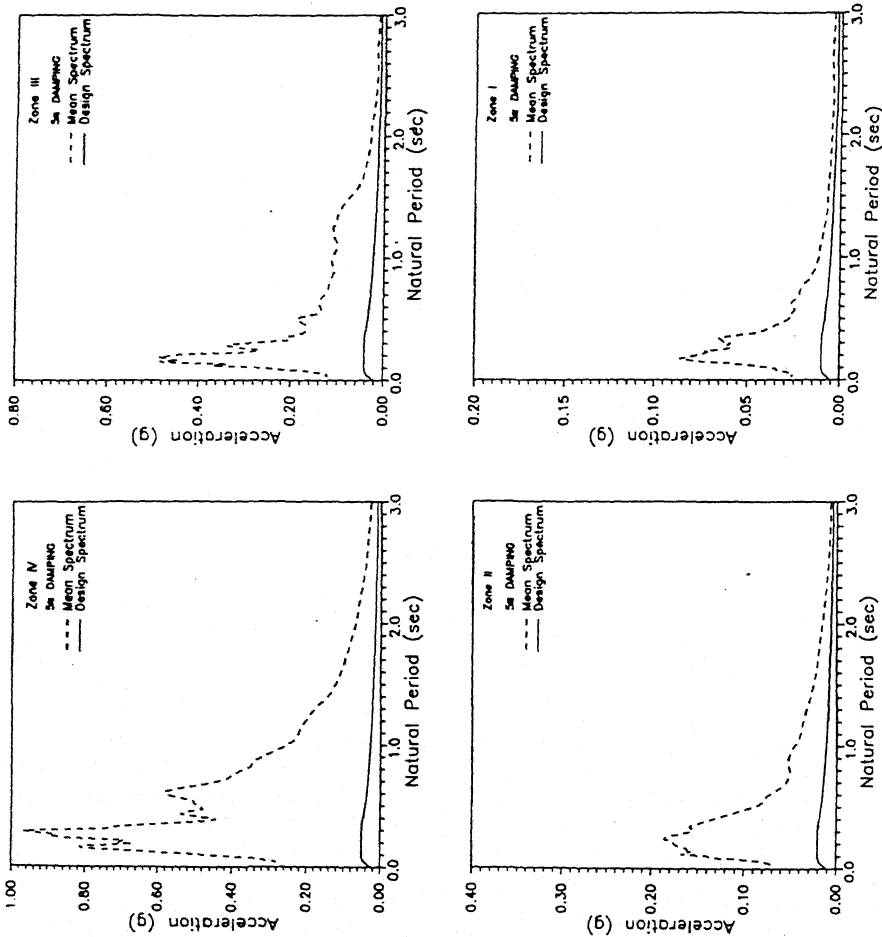 Zone IV
5% DAMPING
Mean Spectrum
Design Spectrum
1.00
0.80
0.60
0.40
0.20
0.00
Acceleration (g)
0.0
1.0
2.0
3.0
Natural Period (sec)
Zone III
5% DAMPING
Mean Spectrum
Design Spectrum
0.80
0.60
0.40
0.20
0.00
Acceleration (g)
0.0
1.0
2.0
3.0
Natural Period (sec)
Zone II
5% DAMPING
Mean Spectrum
Design Spectrum
0.40
0.30
0.20
0.10
0.00
Acceleration (g)
0.0
1.0
2.0
3.0
Natural Period (sec)
Zone I
5% DAMPING
Mean Spectrum
Design Spectrum
0.20
0.15
0.10
0.05
0.00
Acceleration (g)
0.0
1.0
2.0
3.0
Natural Period (sec)